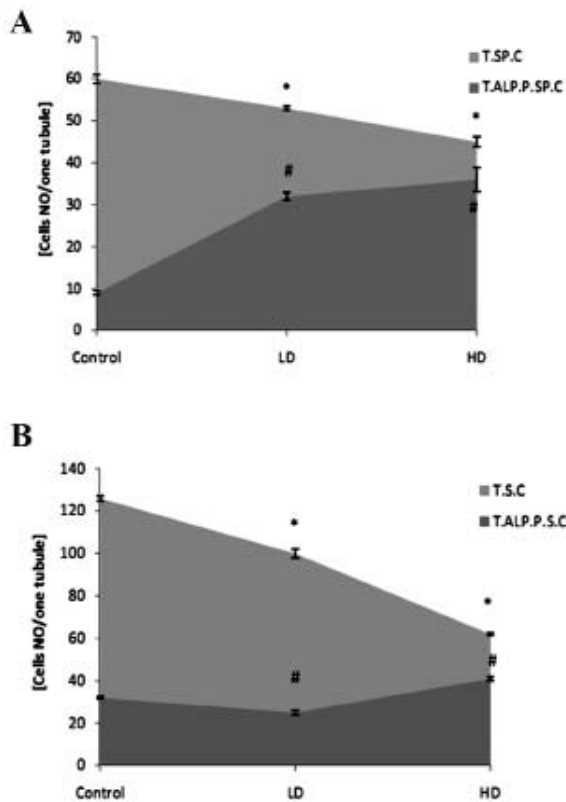 A
70
60
50
40
30
20
10
0
[Cells NO/one tubule]
* *
# #
T.SP.C
T.ALP.P.SP.C
Control LD HD
B
140
120
100
80
60
40
20
0
[Cells NO/one tubule]
* *
# #
T.S.C
T.ALP.P.S.C
Control LD HD